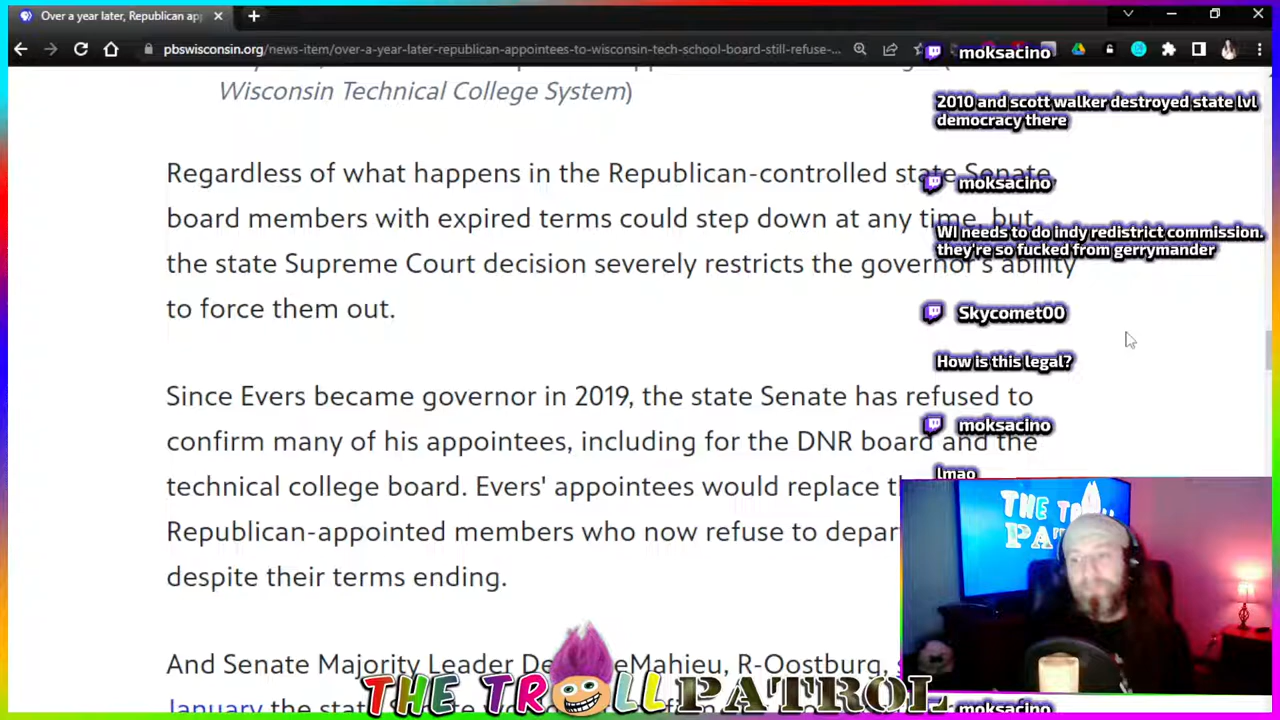 Over a year later, Republican ap
pbswisconsin.org/news-item/over-a-year-later-republican-appointees-to-wisconsin-tech-school-board-still-refuse-...
Wisconsin Technical College System)
Regardless of what happens in the Republican-controlled state Senate
board members with expired terms could step down at any time, but
the state Supreme Court decision severely restricts the governor's ability
to force them out.
Since Evers became governor in 2019, the state Senate has refused to
confirm many of his appointees, including for the DNR board and the
technical college board. Evers' appointees would replace
Republican-appointed members who now refuse to depar
despite their terms ending.
And Senate Majority Leader De eMahieu, R-Oostburg,
January the stat
moksacino
2010 and scott walker destroyed state lvl
democracy there
moksacino
WI needs to do indy redistrict commission.
they're so fucked from gerrymander
Skycomet00
How is this legal?
moksacino
lmao
moksacino
THE TR
PA
THE TROLL PATROL